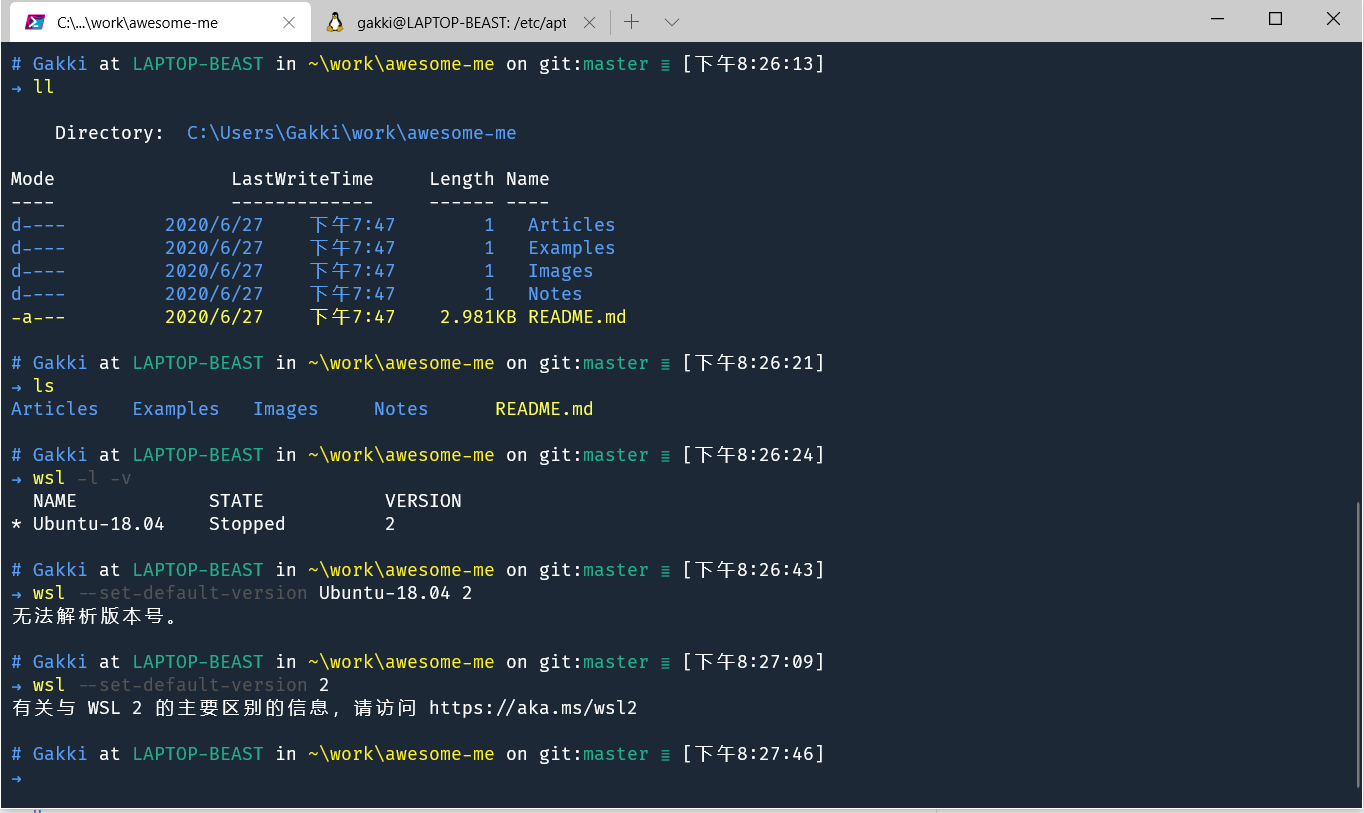 C:\...\work\awesome-me
gakki@LAPTOP-BEAST: /etc/apt
# Gakki at LAPTOP-BEAST in ~\work\awesome-me on git:master ≡ [下午8:26:13]
→ ll
Directory: C:\Users\Gakki\work\awesome-me
Mode LastWriteTime Length Name
---- ------------- ------ ----
d---- 2020/6/27 下午7:47 1 Articles
d---- 2020/6/27 下午7:47 1 Examples
d---- 2020/6/27 下午7:47 1 Images
d---- 2020/6/27 下午7:47 1 Notes
-a--- 2020/6/27 下午7:47 2.981KB README.md
# Gakki at LAPTOP-BEAST in ~\work\awesome-me on git:master ≡ [下午8:26:21]
→ ls
Articles Examples Images Notes README.md
# Gakki at LAPTOP-BEAST in ~\work\awesome-me on git:master ≡ [下午8:26:24]
→ wsl -l -v
NAME STATE VERSION
* Ubuntu-18.04 Stopped 2
# Gakki at LAPTOP-BEAST in ~\work\awesome-me on git:master ≡ [下午8:26:43]
→ wsl --set-default-version Ubuntu-18.04 2
无法解析版本号。
# Gakki at LAPTOP-BEAST in ~\work\awesome-me on git:master ≡ [下午8:27:09]
→ wsl --set-default-version 2
有关与 WSL 2 的主要区别的信息，请访问 https://aka.ms/wsl2
# Gakki at LAPTOP-BEAST in ~\work\awesome-me on git:master ≡ [下午8:27:46]
→